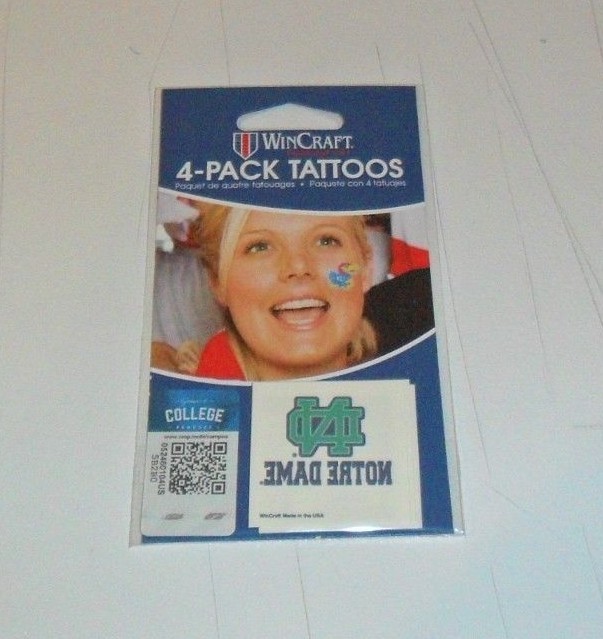 WINCRAFT.
4-PACK TATTOOS
Paquet de quatre tatouages • Paquete con 4 tatuajes
COLLEGE
NOTRE DAME.
WinCraft Made in the USA